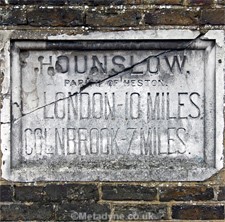 HOUNSLOW.
PARISH OF HESTON.
LONDON-10 MILES
COLNBROOK-7 MILES.
©Metadyne.co.uk